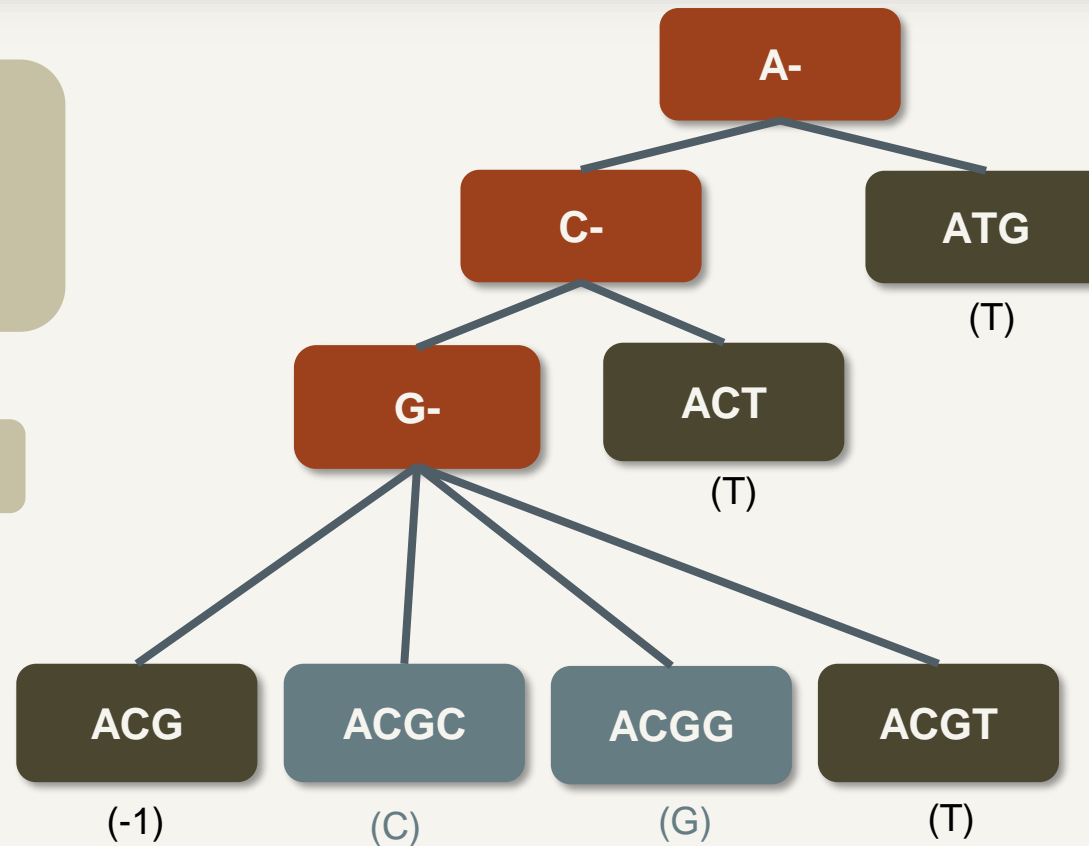 A-
C-
ATG
(T)
G-
ACT
(T)
ACG
ACGC
ACGG
ACGT
(-1)
(C)
(G)
(T)